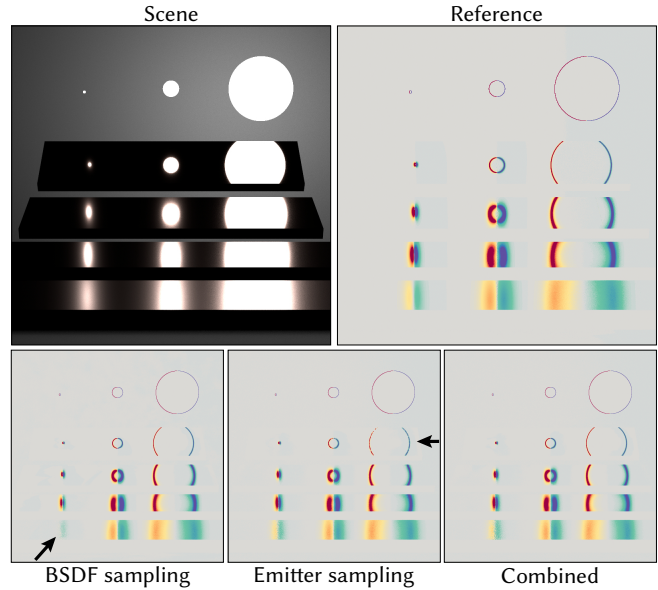 Scene
Reference
BSDF sampling
Emitter sampling
Combined